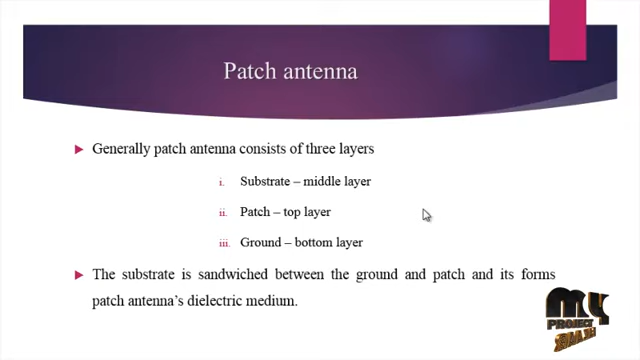 Patch antenna
Generally patch antenna consists of three layers
i. Substrate – middle layer
ii. Patch – top layer
iii. Ground – bottom layer
The substrate is sandwiched between the ground and patch and its forms
patch antenna's dielectric medium.
my
PROJECT